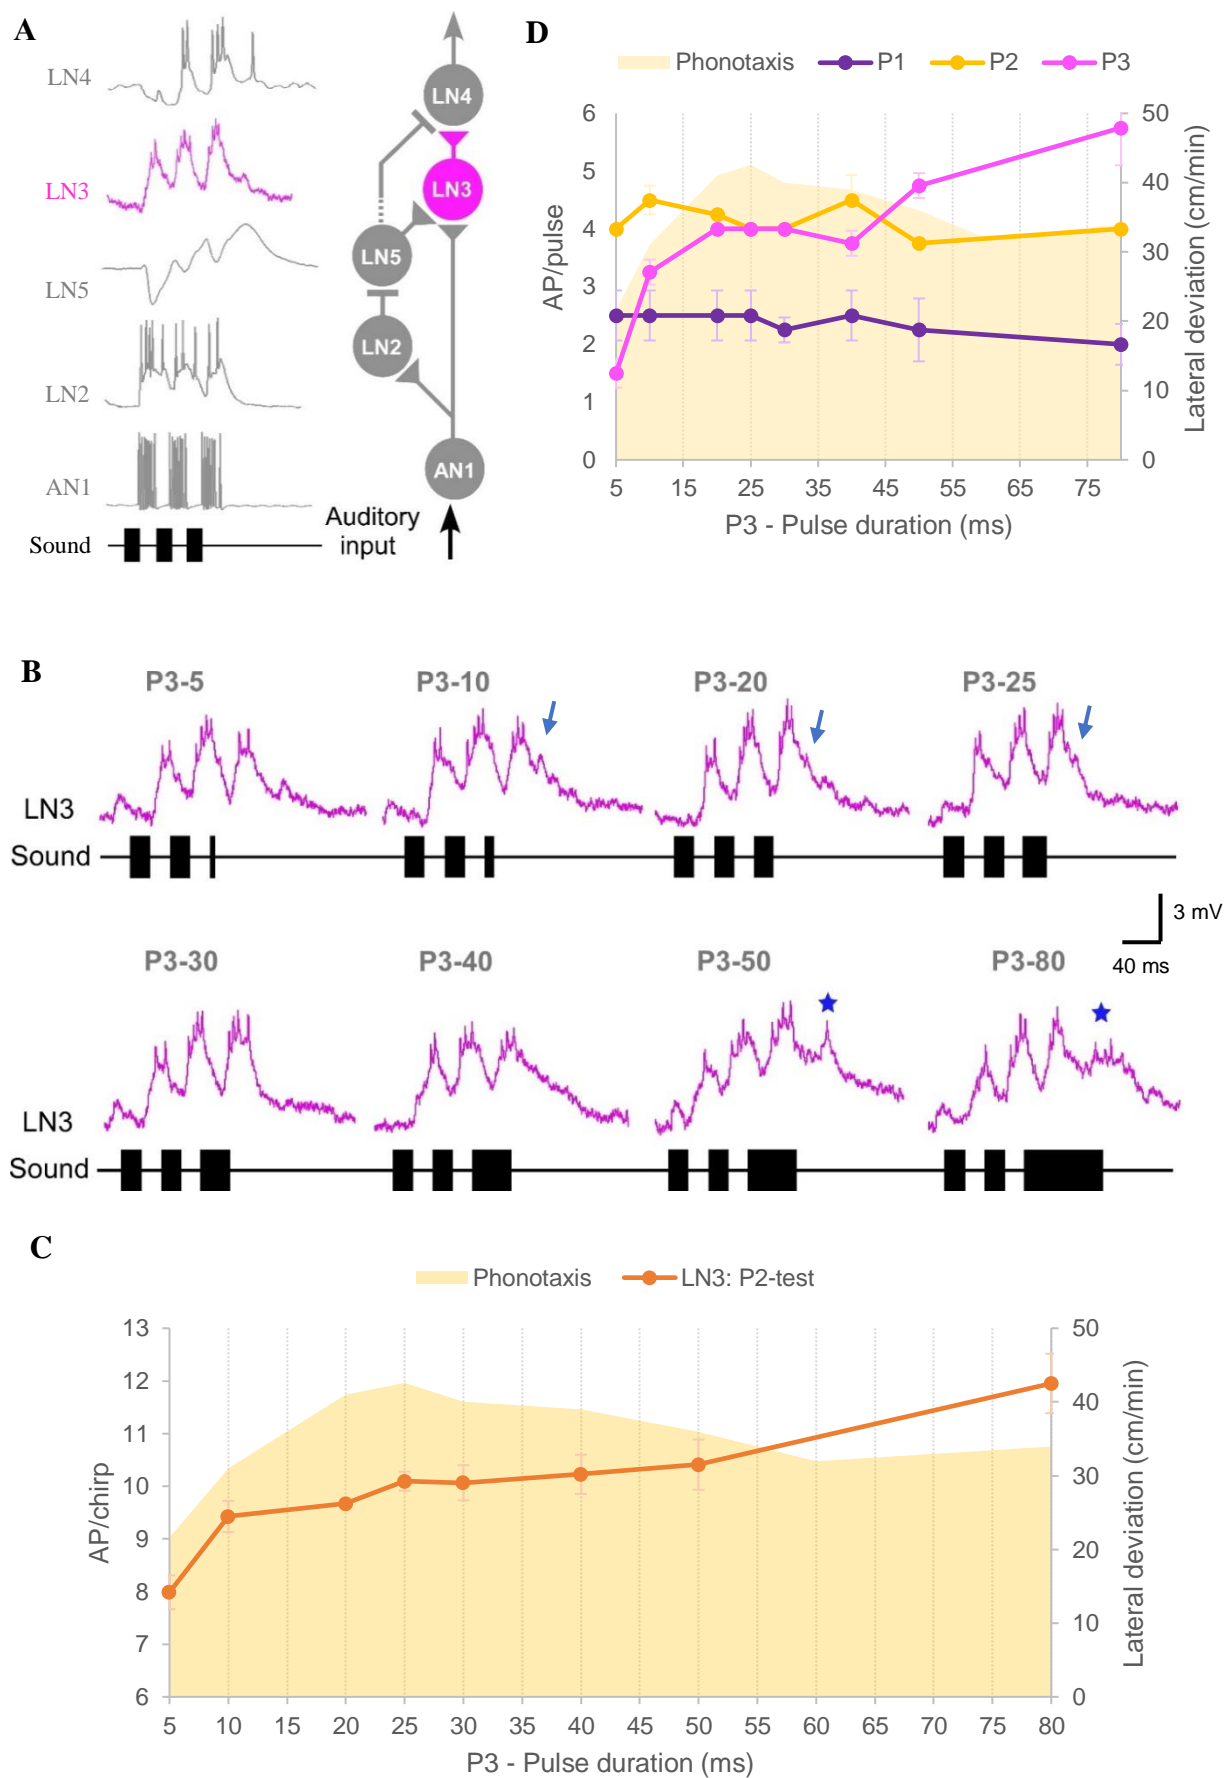 A
LN4
LN3
LN5
LN2
AN1
Sound
LN4
LN3
LN5
LN2
AN1
Auditory
input
D
Phonotaxis P1 P2 P3
6
5
4
3
2
1
0
AP/pulse
50
40
30
20
10
0
Lateral deviation (cm/min)
5 15 25 35 45 55 65 75
P3 - Pulse duration (ms)
B
P3-5 P3-10 P3-20 P3-25
LN3
Sound
3 mV
40 ms
P3-30 P3-40 P3-50 P3-80
LN3
Sound
C
Phonotaxis LN3: P2-test
13
12
11
10
9
8
7
6
AP/chirp
50
40
30
20
10
0
Lateral deviation (cm/min)
5 10 15 20 25 30 35 40 45 50 55 60 65 70 75 80
P3 - Pulse duration (ms)